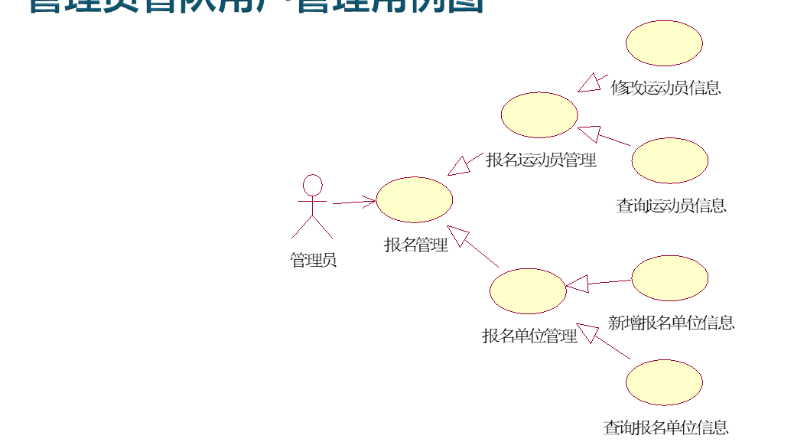 管理员省队用户管理用例图
修改运动员信息
报名运动员管理
查询运动员信息
管理员
报名管理
报名单位管理
新增报名单位信息
查询报名单位信息